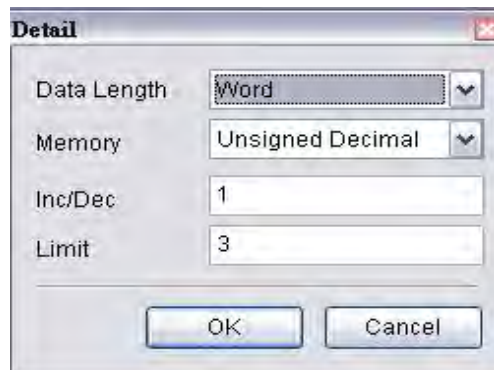 Detail
Data Length Word
Memory Unsigned Decimal
Inc/Dec 1
Limit 3
OK Cancel